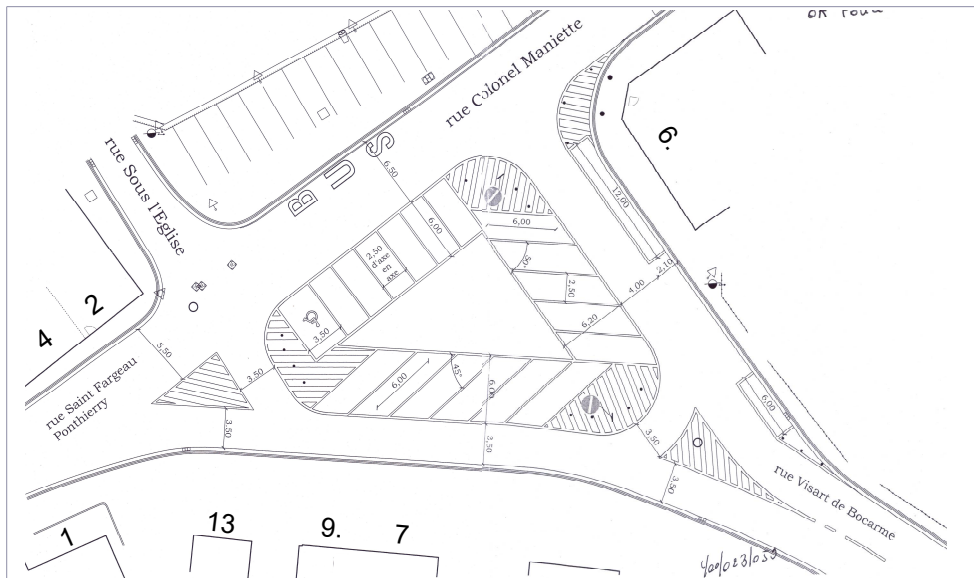 rue Colonel Maniette
BUS
6.
rue Sous
l'Eglise
6,50
12,00
6,00
6,00
2,50
d'axe
en
axe
50°
2,50
4,00
2,10
6,20
3,50
2
4
5,50
3,50
6,00
45°
6,00
6,00
rue Saint Fargeau
Ponthierry
3,50
3,50
3,50
3,50
rue Visart de Bocarme
1
13
9.
7